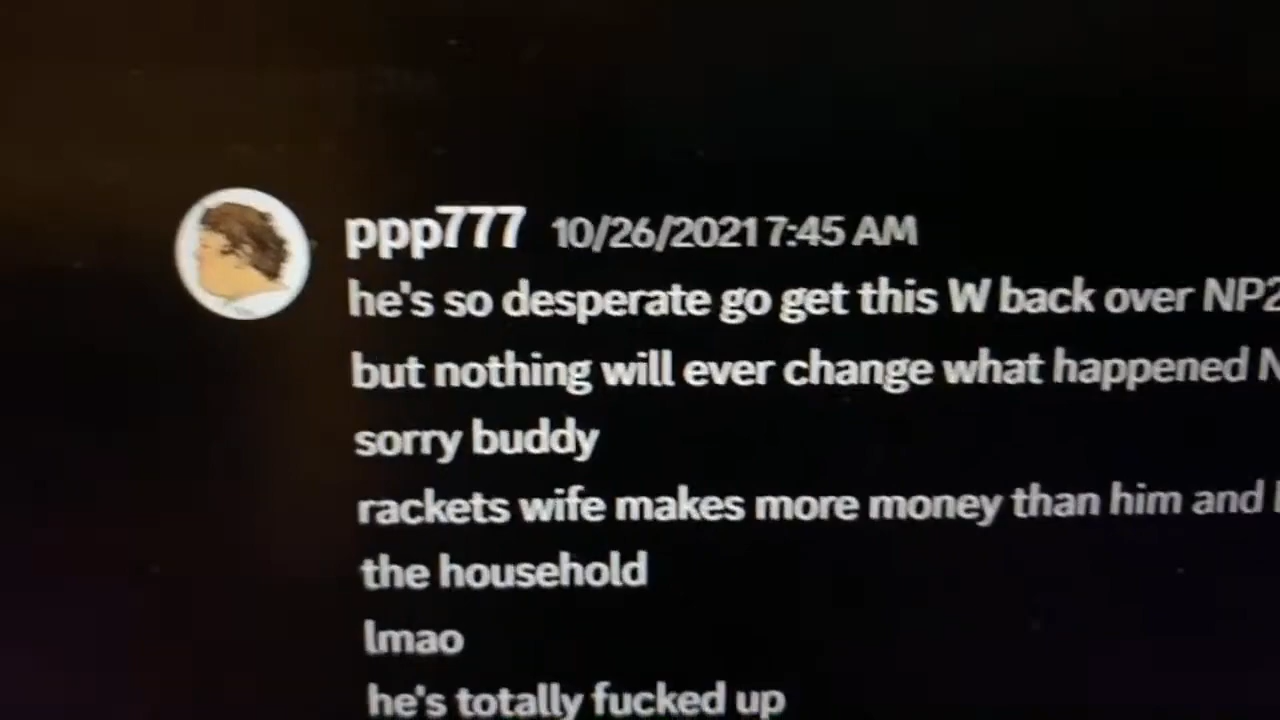 ppp777 10/26/2021 7:45 AM
he's so desperate go get this W back over NP2
but nothing will ever change what happened N
sorry buddy
rackets wife makes more money than him and
the household
lmao
he's totally fucked up